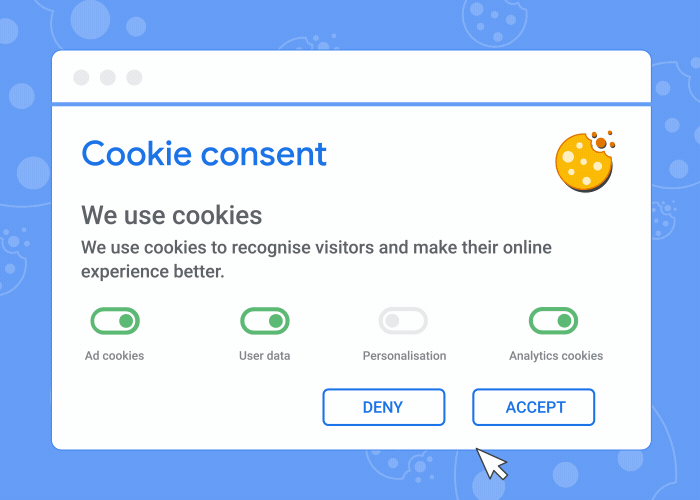 Cookie consent
We use cookies
We use cookies to recognise visitors and make their online
experience better.
Ad cookies
User data
Personalisation
Analytics cookies
DENY
ACCEPT